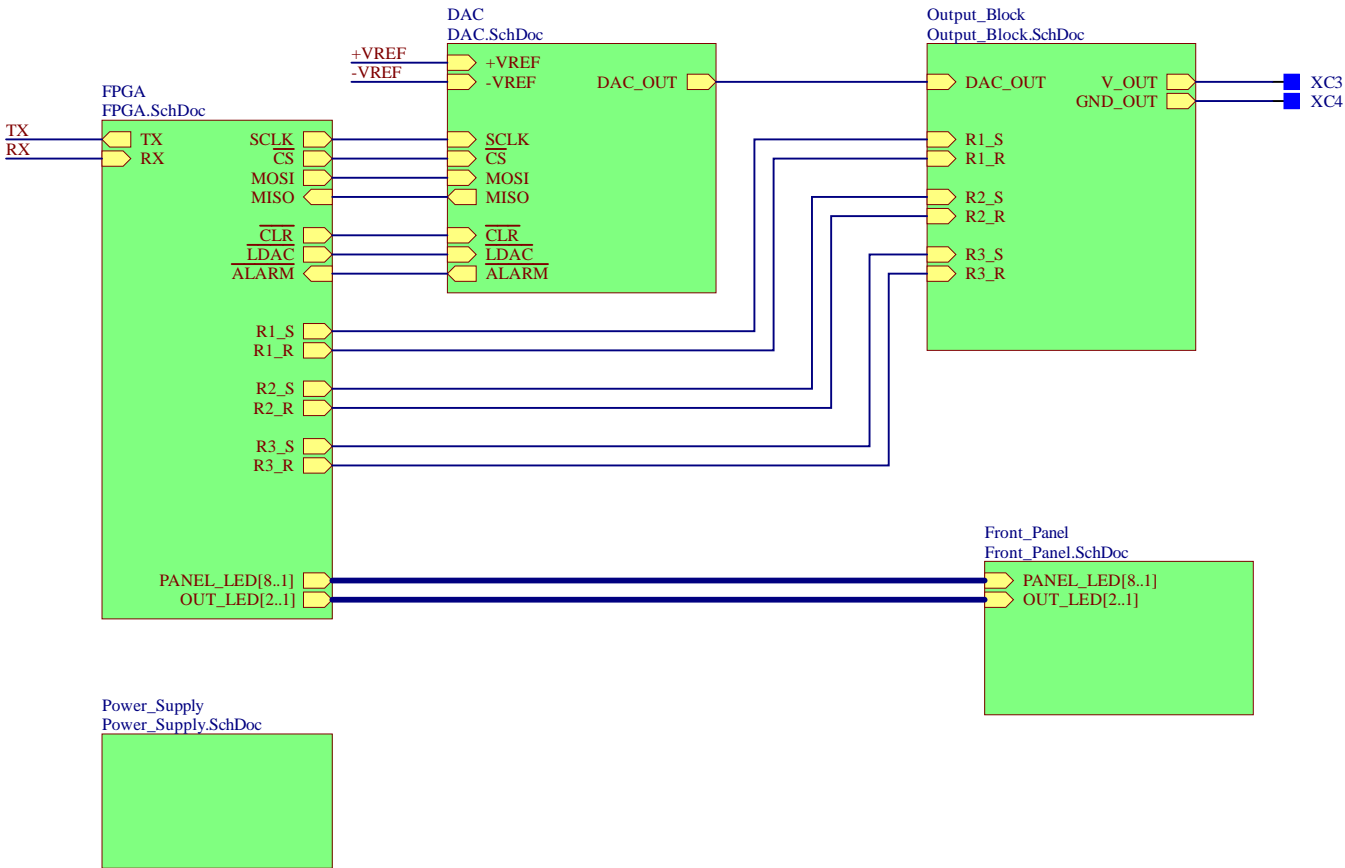 DAC
DAC.SchDoc
Output_Block
Output_Block.SchDoc
+VREF
-VREF
+VREF
-VREF
DAC_OUT
DAC_OUT
V_OUT
GND_OUT
XC3
XC4
FPGA
FPGA.SchDoc
TX
RX
TX
RX
SCLK
CS
MOSI
MISO
CLR
LDAC
ALARM
SCLK
CS
MOSI
MISO
CLR
LDAC
ALARM
R1_S
R1_R
R2_S
R2_R
R3_S
R3_R
R1_S
R1_R
R2_S
R2_R
R3_S
R3_R
PANEL_LED[8..1]
OUT_LED[2..1]
Front_Panel
Front_Panel.SchDoc
PANEL_LED[8..1]
OUT_LED[2..1]
Power_Supply
Power_Supply.SchDoc